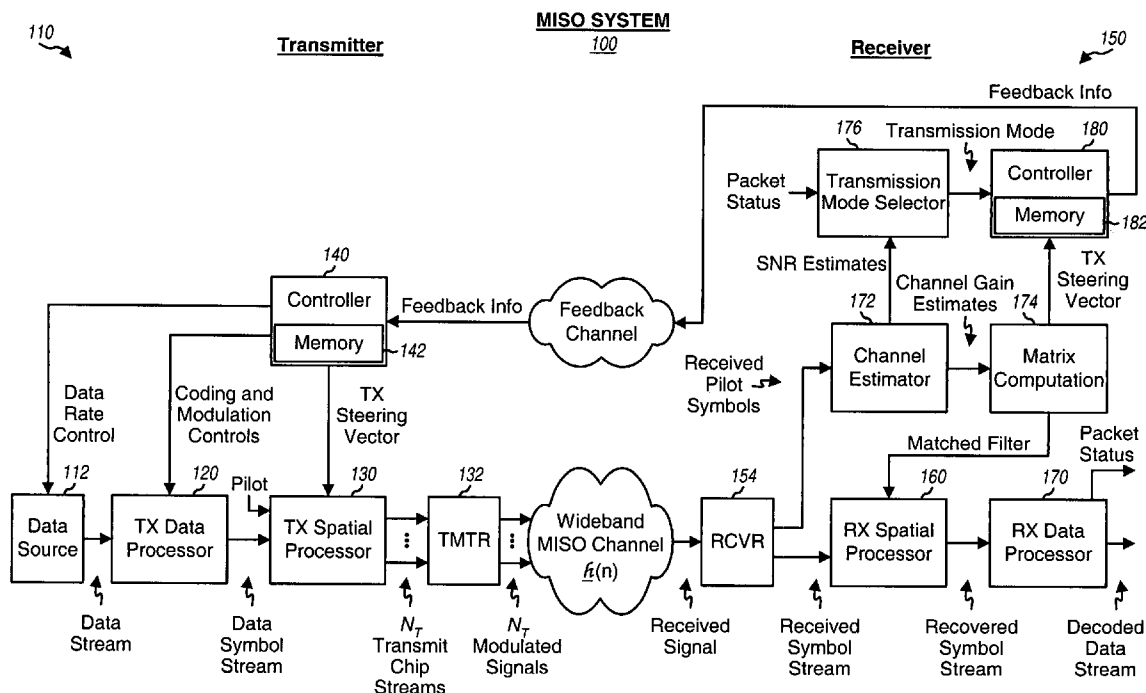 MISO SYSTEM
100
110
Transmitter
Receiver
150
Feedback Info
176
Transmission Mode
180
Packet
Status
Transmission
Mode Selector
Controller
Memory
182
SNR Estimates
TX
Steering
Vector
140
Controller
Memory
142
Feedback Info
Feedback
Channel
172
Channel Gain
Estimates
174
Channel
Estimator
Matrix
Computation
Received
Pilot
Symbols
Data
Rate
Control
Coding and
Modulation
Controls
TX
Steering
Vector
Matched Filter
Packet
Status
112
120
Pilot
130
132
154
160
170
Data
Source
TX Data
Processor
TX Spatial
Processor
TMTR
Wideband
MISO Channel
h(n)
RCVR
RX Spatial
Processor
RX Data
Processor
Data
Stream
Data
Symbol
Stream
N_T
Transmit
Chip
Streams
N_T
Modulated
Signals
Received
Signal
Received
Symbol
Stream
Recovered
Symbol
Stream
Decoded
Data
Stream